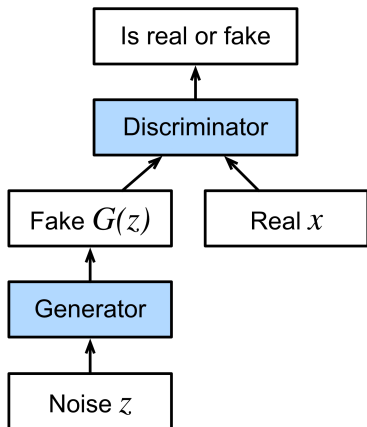 Is real or fake
Discriminator
Fake G(z)
Real x
Generator
Noise z